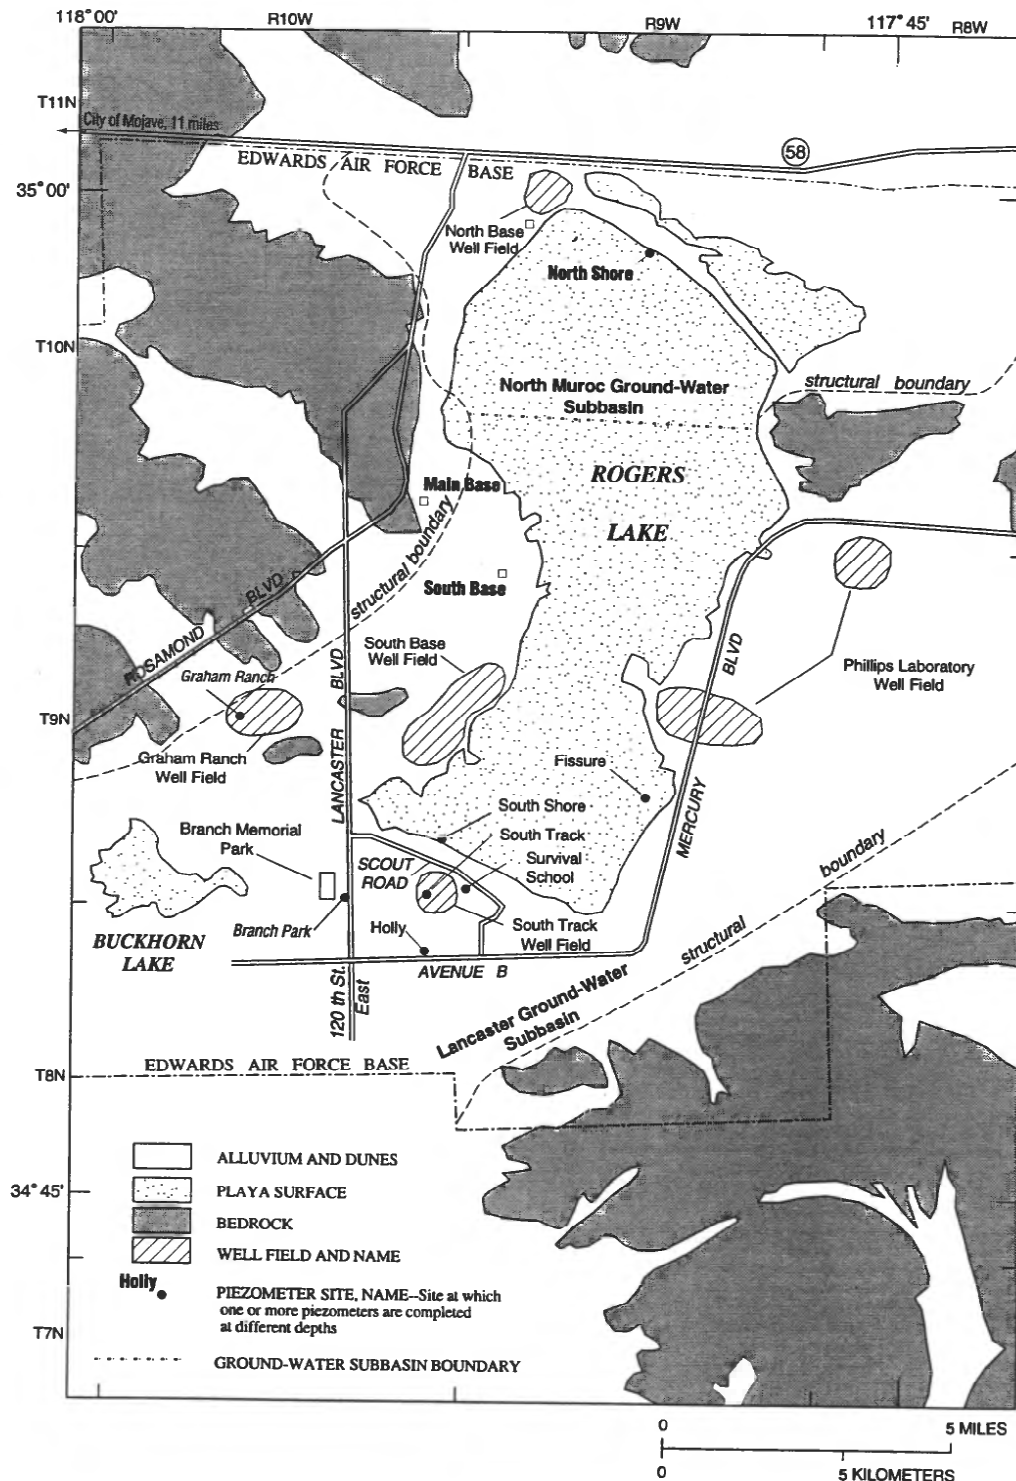 118° 00'
R10W
R9W
117° 45'
R8W
T11N
City of Mojave, 11 miles
58
EDWARDS AIR FORCE BASE
35° 00'
North Base
Well Field
North Shore
T10N
North Muroc Ground-Water
Subbasin
structural boundary
ROGERS
LAKE
Main Base
structural boundary
South Base
ROSAMOND BLVD
LANCASTER BLVD
South Base
Well Field
MERCURY BLVD
Phillips Laboratory
Well Field
Graham Ranch
T9N
Graham Ranch
Well Field
Fissure
South Shore
Branch Memorial
Park
South Track
SCOUT
ROAD
Survival
School
boundary
structural
Branch Park
Holly
South Track
Well Field
BUCKHORN
LAKE
AVENUE B
120 th St.
East
Lancaster Ground-Water
Subbasin
EDWARDS AIR FORCE BASE
T8N
ALLUVIUM AND DUNES
34° 45'
PLAYA SURFACE
BEDROCK
WELL FIELD AND NAME
Holly
PIEZOMETER SITE, NAME--Site at which
one or more piezometers are completed
at different depths
T7N
GROUND-WATER SUBBASIN BOUNDARY
0
5 MILES
0
5 KILOMETERS